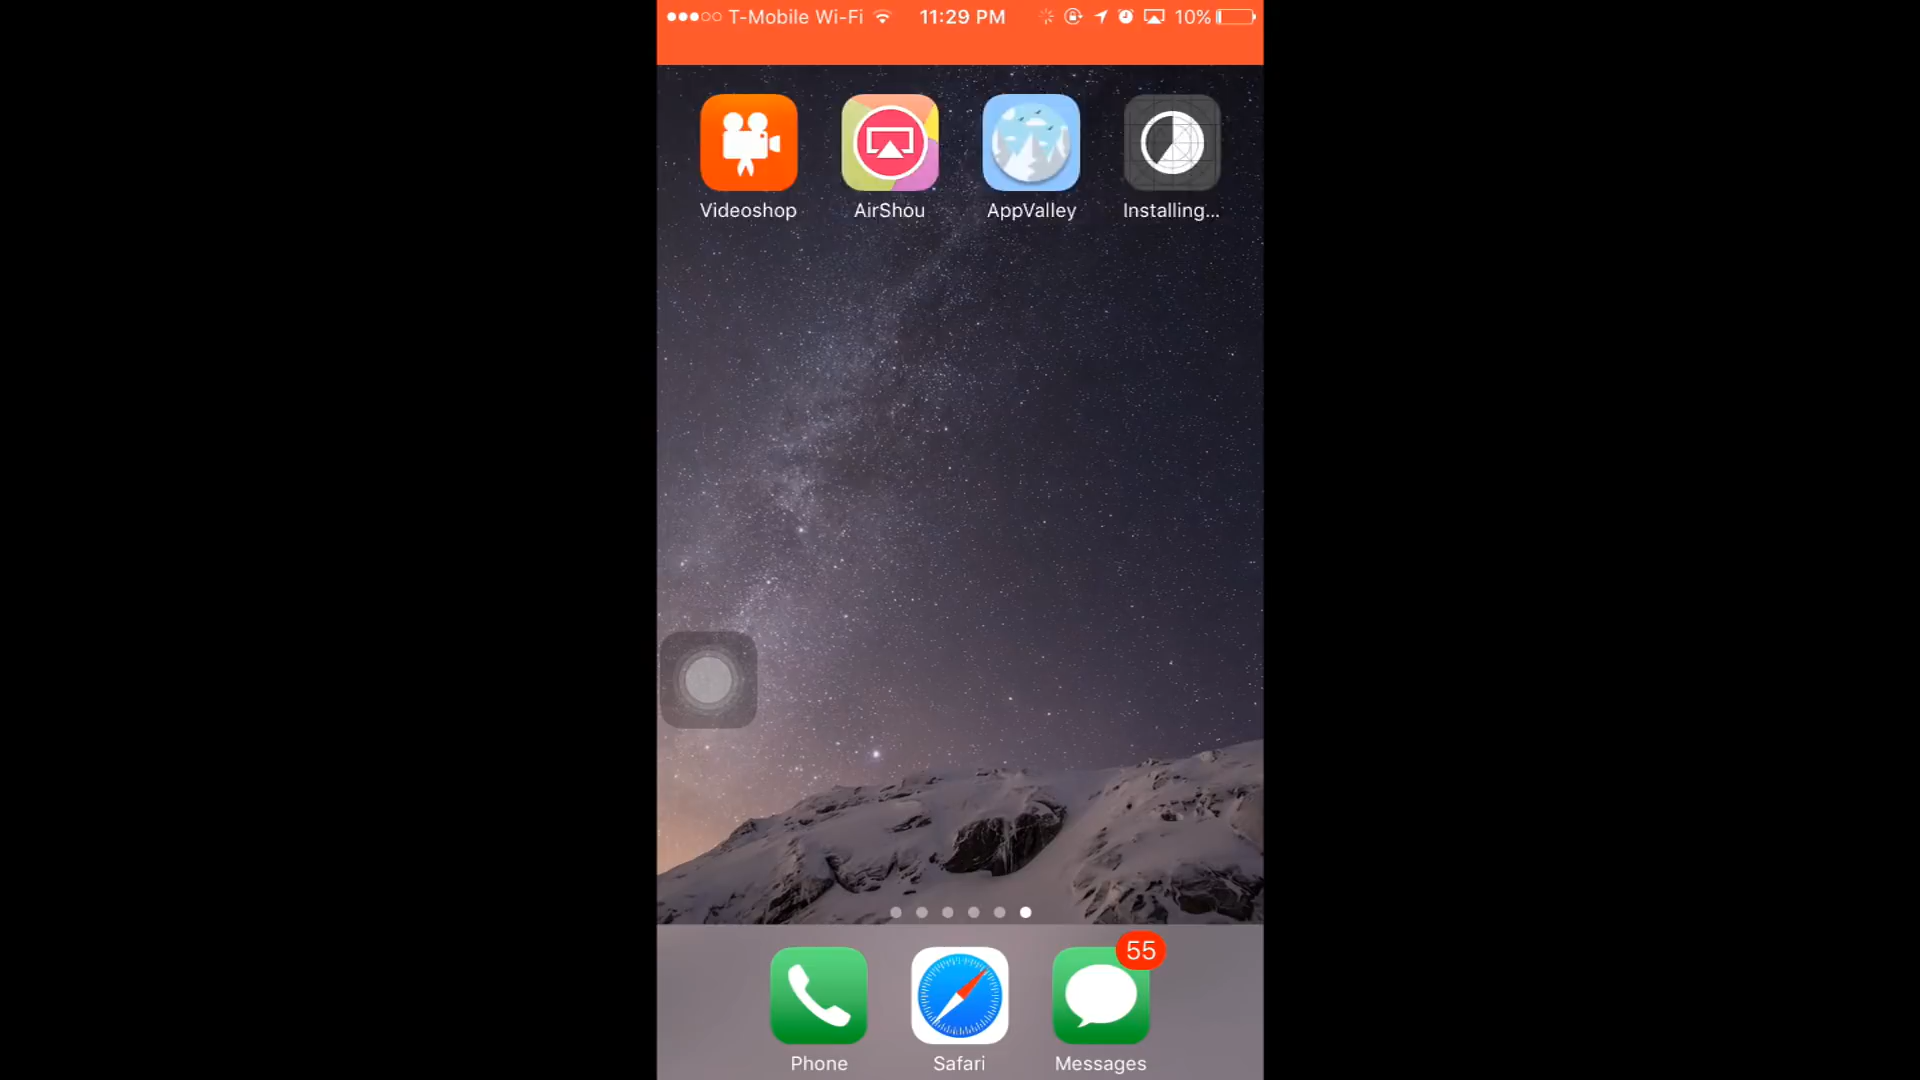 T-Mobile Wi-Fi 11:29 PM 10%
Videoshop AirShou AppValley Installing...
55
Phone Safari Messages